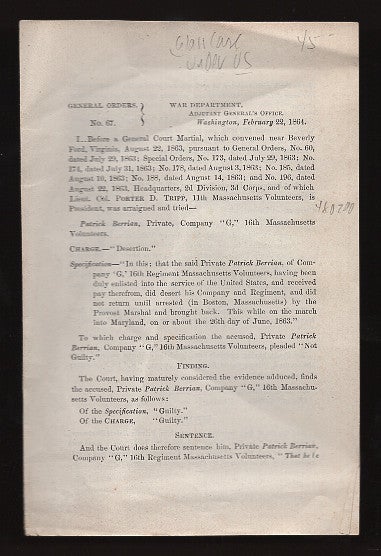 GENERAL ORDERS,
No. 67.
WAR DEPARTMENT,
ADJUTANT GENERAL'S OFFICE,
Washington, February 22, 1864.
I..Before a General Court Martial, which convened near Beverly
Ford, Virginia, August 22, 1863, pursuant to General Orders, No. 60,
dated July 29, 1863; Special Orders, No. 173, dated July 29, 1863; No.
174, dated July 31, 1863; No. 178, dated August 3, 1863; No. 185, dated
August 10, 1863; No. 188, dated August 14, 1863; and No. 196, dated
August 22, 1863, Headquarters, 2d Division, 3d Corps, and of which
Lieut. Col. PORTER D. TRIPP, 11th Massachusetts Volunteers, is
President, was arraigned and tried—
Patrick Berrian, Private, Company "G," 16th Massachusetts
Volunteers.
CHARGE.—"Desertion."
Specification—"In this: that the said Private Patrick Berrian, of Com-
pany 'G,' 16th Regiment Massachusetts Volunteers, having been
duly enlisted into the service of the United States, and received
pay therefrom, did desert his Company and Regiment, and did
not return until arrested (in Boston, Massachusetts) by the
Provost Marshal and brought back. This while on the march
into Maryland, on or about the 26th day of June, 1863."
To which charge and specification the accused, Private Patrick
Berrian, Company "G," 16th Massachusetts Volunteers, pleaded "Not
Guilty."
FINDING.
The Court, having maturely considered the evidence adduced, finds
the accused, Private Patrick Berrian, Company "G," 16th Massachu-
setts Volunteers, as follows:
Of the Specification, "Guilty."
Of the CHARGE, "Guilty."
SENTENCE.
And the Court does therefore sentence him, Private Patrick Berrian,
Company "G," 16th Regiment Massachusetts Volunteers, "That he be